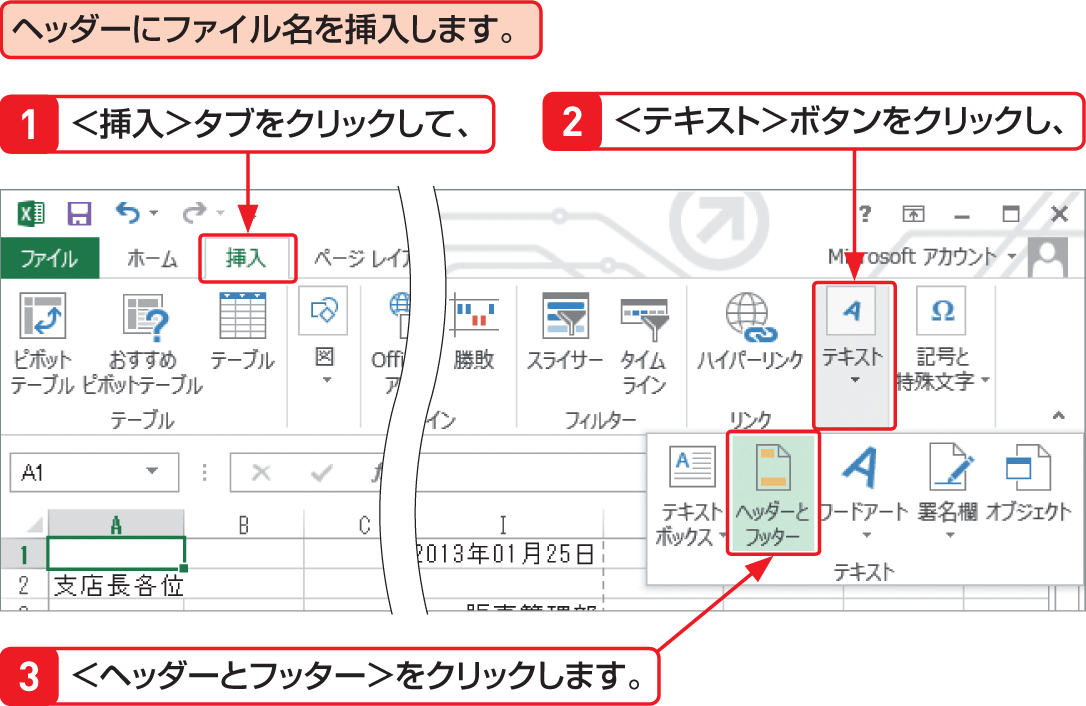 ヘッダーにファイル名を挿入します。
1 <挿入>タブをクリックして、
2 <テキスト>ボタンをクリックし、
?
Microsoft アカウント
ファイル ホーム 挿入 ページ レイ
ピボット
テーブル
おすすめ
ピボットテーブル
テーブル
テーブル
図
Offi
ア
勝敗
イン
スライサー
タイム
ライン
フィルター
ハイパーリンク
リンク
テキスト
Ω
記号と
特殊文字
A1
テキスト
ボックス
ヘッダーと
フッター
ワードアート
署名欄
オブジェクト
テキスト
A B C I
1 2013年01月25日
2 支店長各位
販売管理部
3 <ヘッダーとフッター>をクリックします。